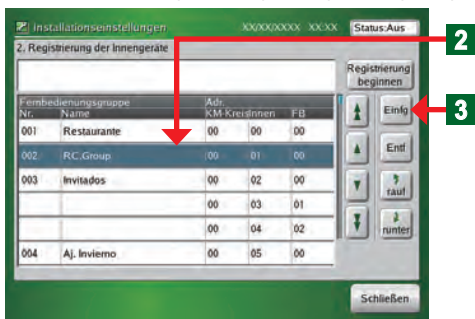 Installationseinstellungen XX/XX/XXXX XX:XX Status:Aus
2. Registrierung der Innengeräte
2
Registrierung beginnen
Fernbedienungsgruppe Adr.
Nr. Name KM-Kreis Innen FB
Einfg
3
001 Restaurante 00 00 00
002 R.C.Group 00 01 00
Entf
003 Invitados 00 02 00
rauf
00 03 01
00 04 02
runter
004 Aj. Invierno 00 05 00
Schließen